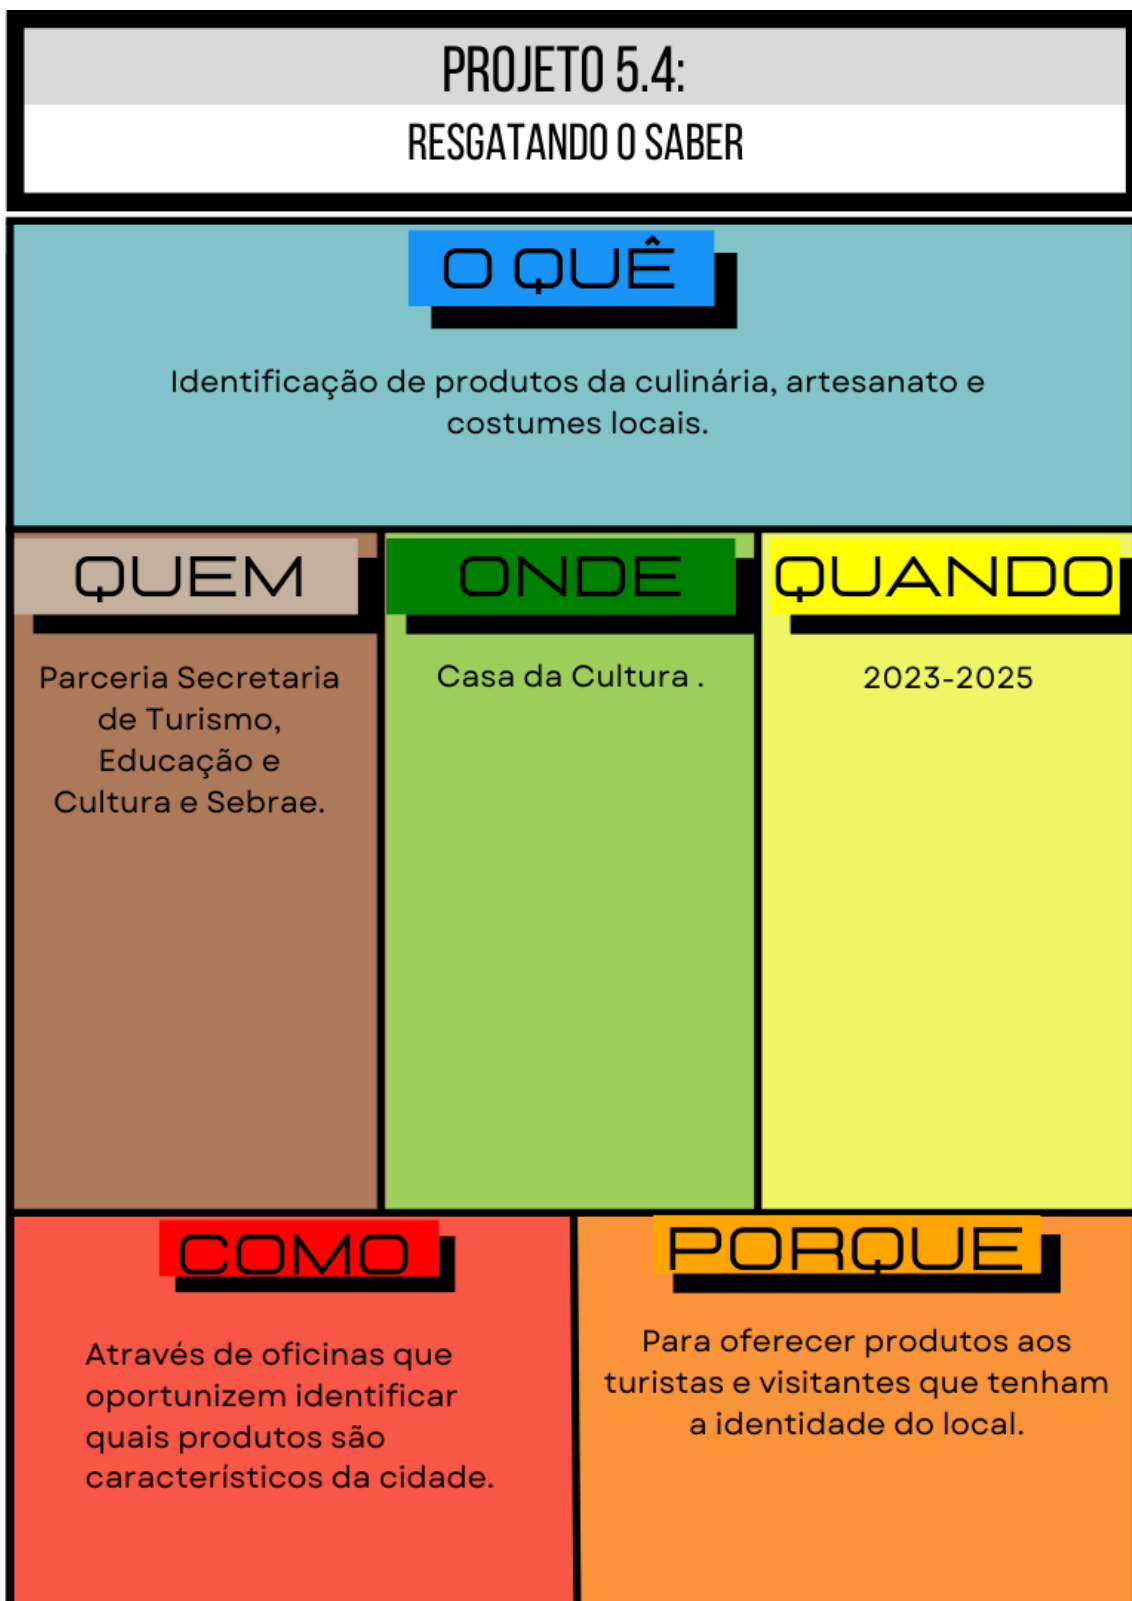 PROJETO 5.4:
RESGATANDO O SABER
O QUÊ
Identificação de produtos da culinária, artesanato e
costumes locais.
QUEM
Parceria Secretaria
de Turismo,
Educação e
Cultura e Sebrae.
ONDE
Casa da Cultura .
QUANDO
2023-2025
COMO
Através de oficinas que
oportunizem identificar
quais produtos são
característicos da cidade.
PORQUE
Para oferecer produtos aos
turistas e visitantes que tenham
a identidade do local.